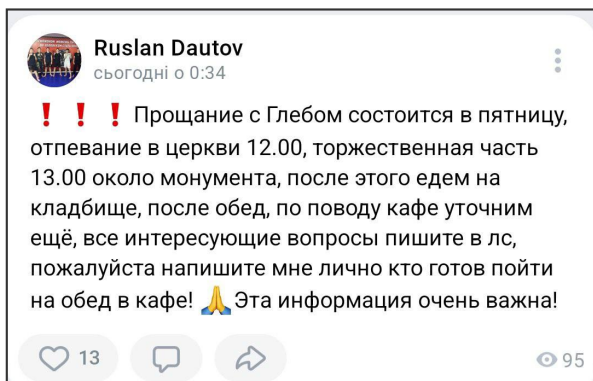 Ruslan Dautov
сьогодні о 0:34
❗❗❗ Прощание с Глебом состоится в пятницу,
отпевание в церкви 12.00, торжественная часть
13.00 около монумента, после этого едем на
кладбище, после обед, по поводу кафе уточним
ещё, все интересующие вопросы пишите в лс,
пожалуйста напишите мне лично кто готов пойти
на обед в кафе! 🙏Эта информация очень важна!
13
95